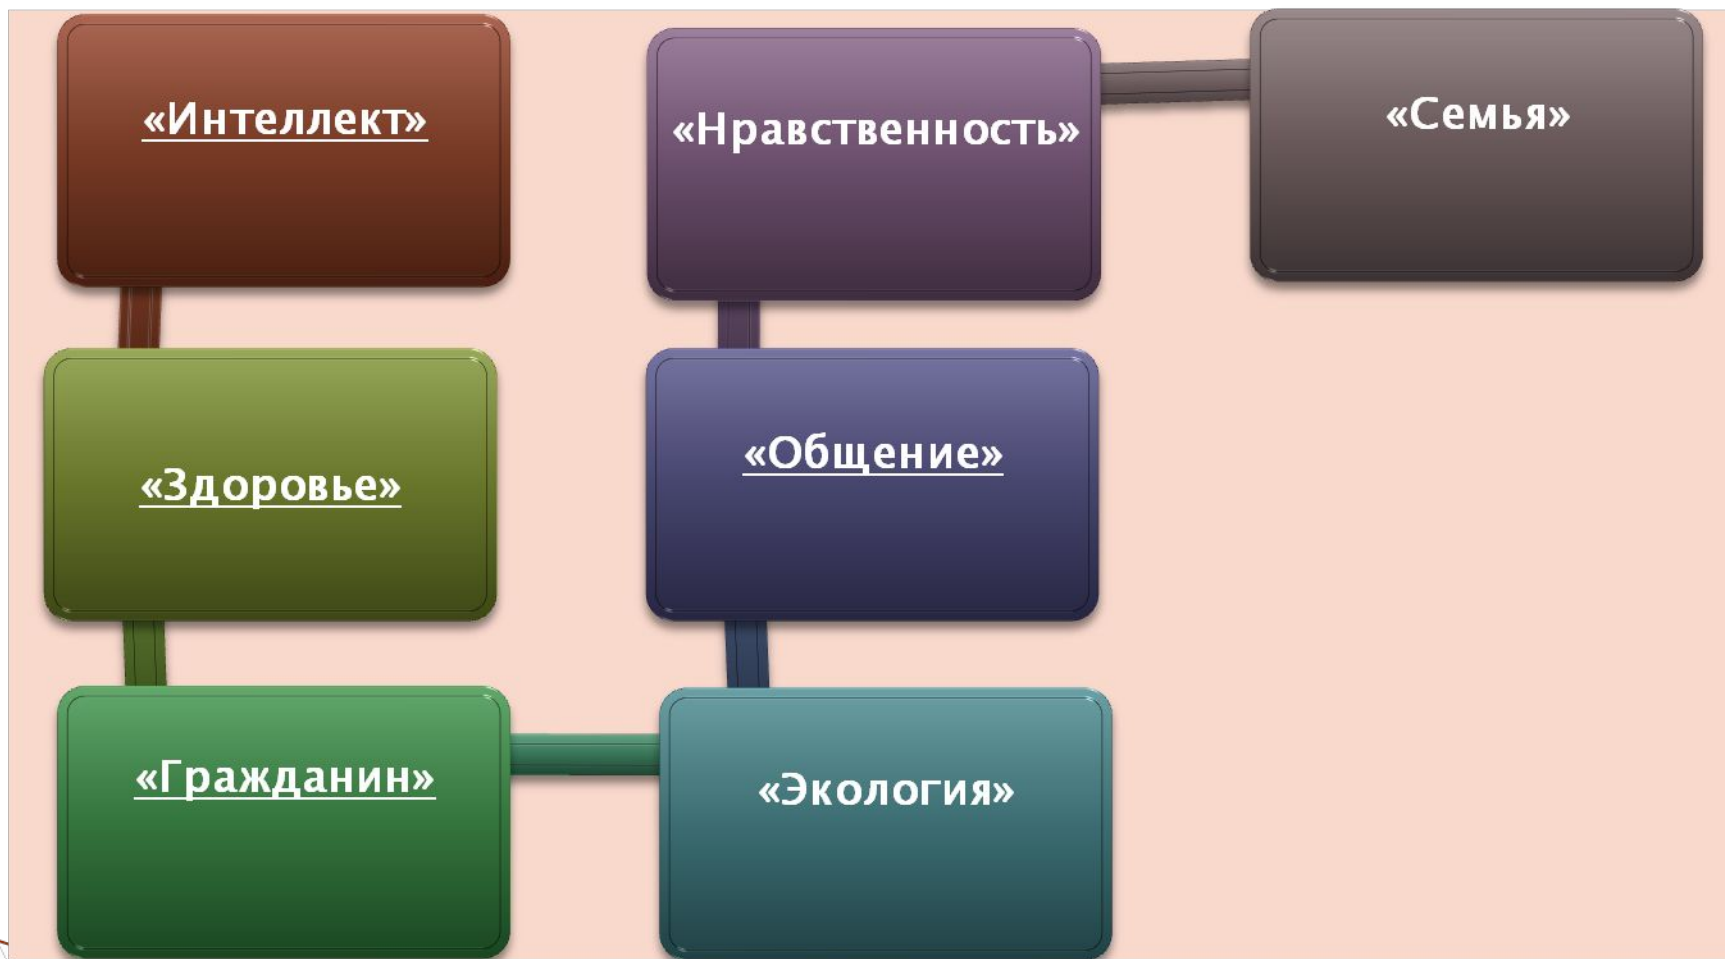 «Интеллект»
«Здоровье»
«Гражданин»
«Экология»
«Общение»
«Нравственность»
«Семья»